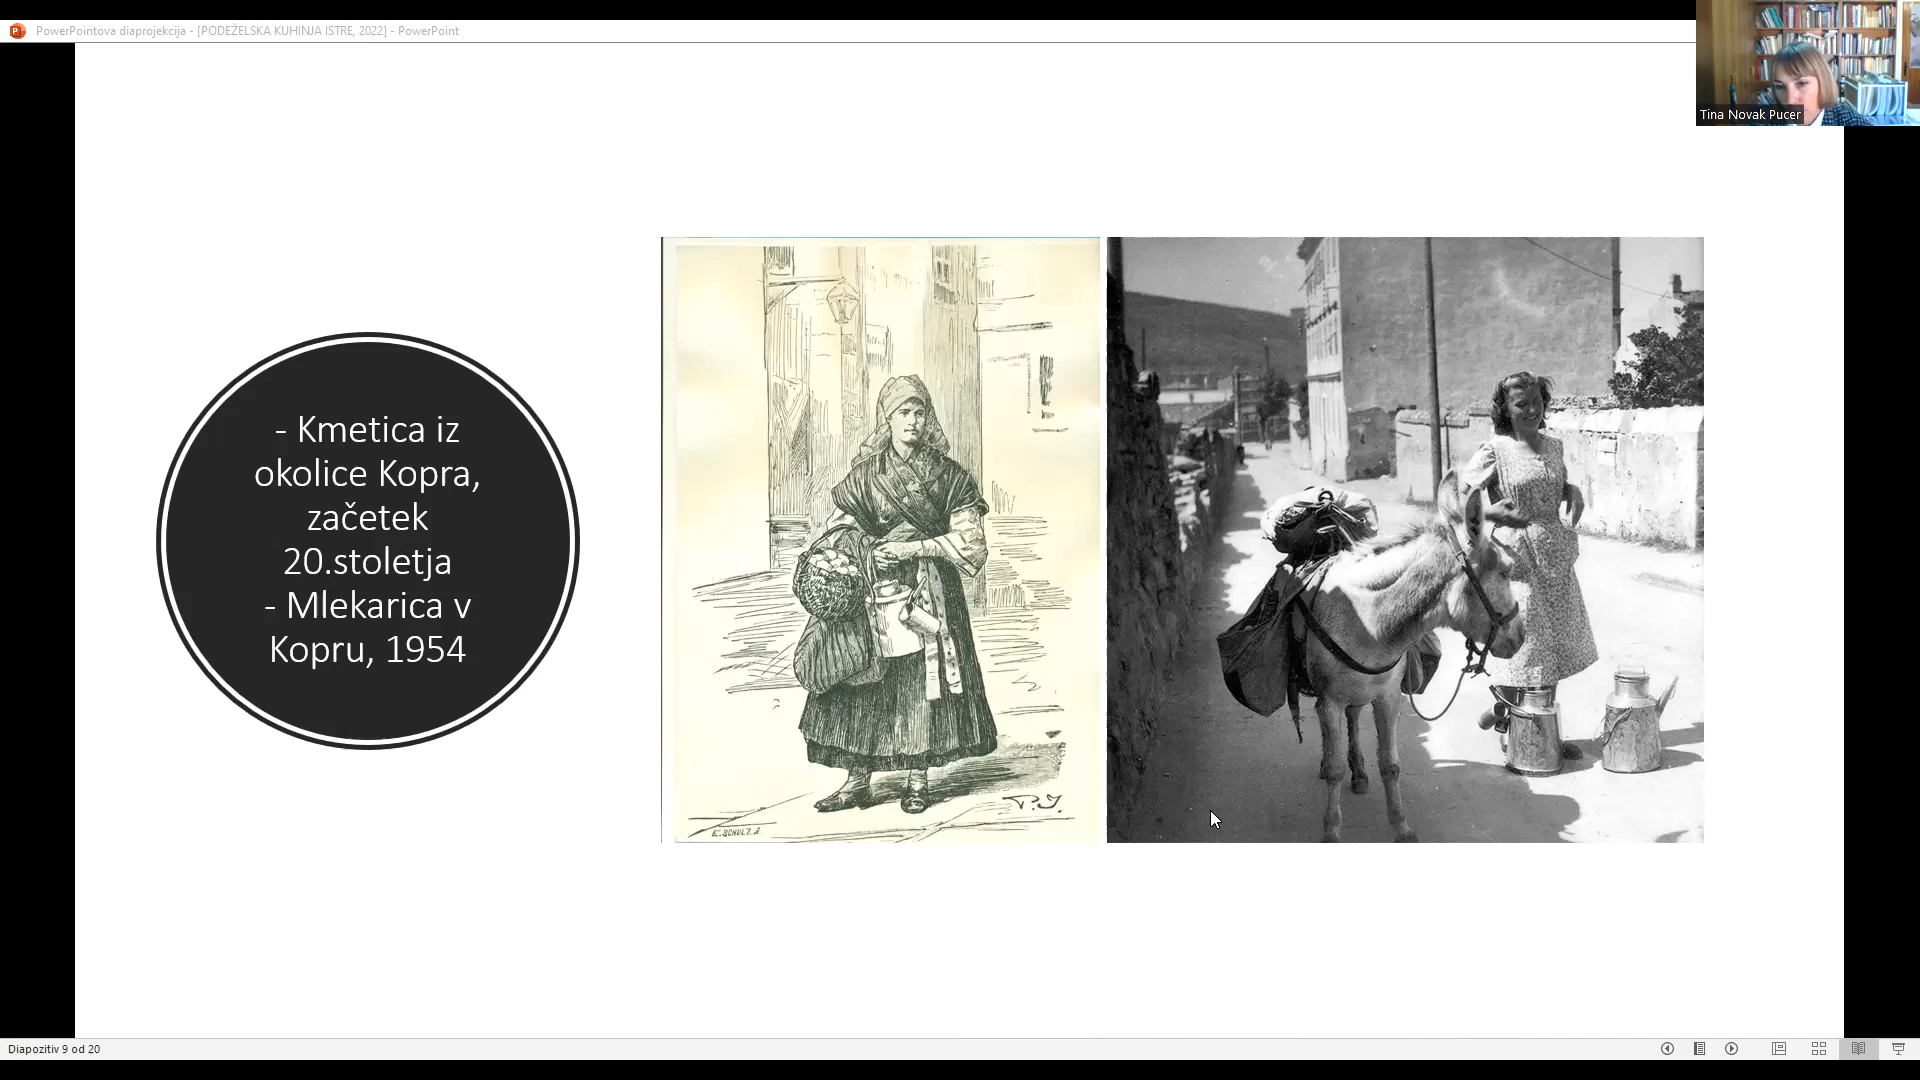 PowerPointova diaprojekcija - [PODEŽELSKA KUHINJA ISTRE, 2022] - PowerPoint
Tina Novak Pucer
- Kmetica iz
okolice Kopra,
začetek
20.stoletja
- Mlekarica v
Kopru, 1954
P.J.
E. SCHULZ
Diapozitiv 9 od 20